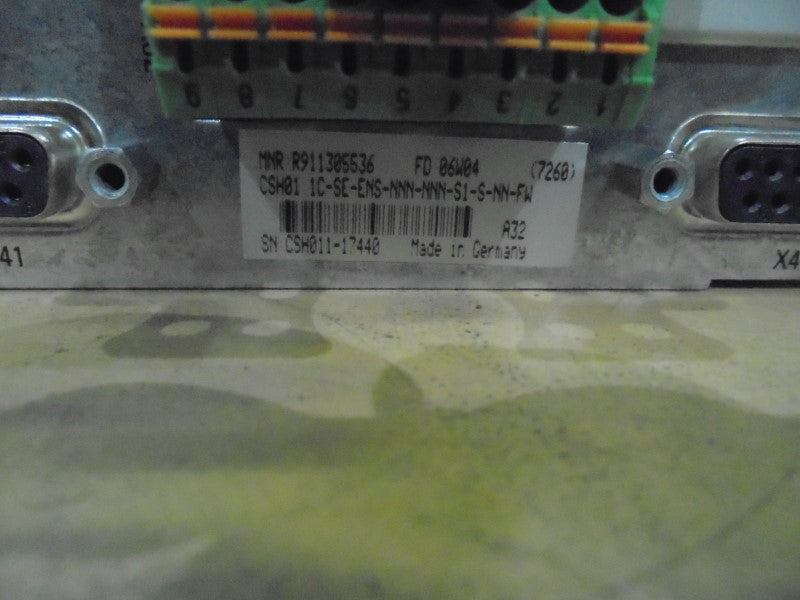 9 8 7 6 5 4 3 2 1
MNR R911305536 FD 06W04 (7260)
CSH01.1C-SE-ENS-NNN-NNN-S1-S-NN-FW
A32
SN CSH011-17440 Made in Germany
41 X4